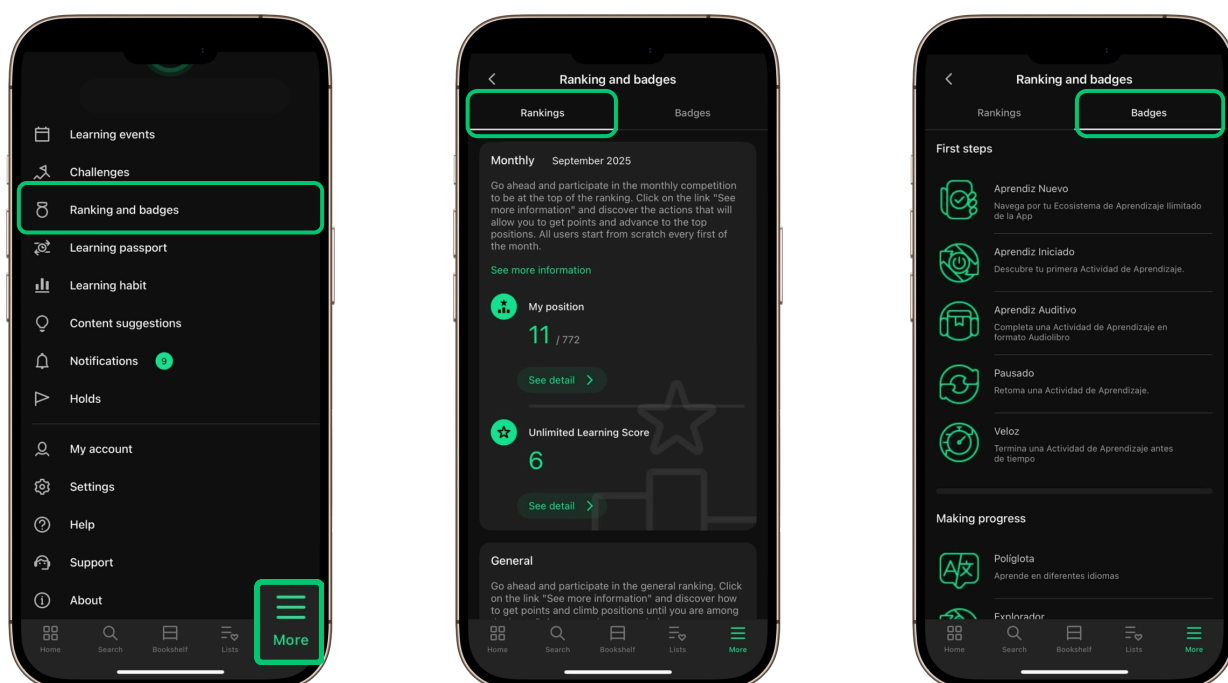 Learning events
Challenges
Ranking and badges
Learning passport
Learning habit
Content suggestions
Notifications 9
Holds
My account
Settings
Help
Support
About
More
Home Search Bookshelf Lists
Ranking and badges
Rankings Badges
Monthly September 2025
Go ahead and participate in the monthly competition
to be at the top of the ranking. Click on the link "See
more information" and discover the actions that will
allow you to get points and advance to the top
positions. All users start from scratch every first of
the month.
See more information
My position
11 / 772
See detail
Unlimited Learning Score
6
See detail
General
Go ahead and participate in the general ranking. Click
on the link "See more information" and discover how
to get points and climb positions until you are among
Home Search Bookshelf Lists More
Ranking and badges
Rankings Badges
First steps
Aprendiz Nuevo
Navega por tu Ecosistema de Aprendizaje Ilimitado
de la App
Aprendiz Iniciado
Descubre tu primera Actividad de Aprendizaje.
Aprendiz Auditivo
Completa una Actividad de Aprendizaje en
formato Audiolibro
Pausado
Retoma una Actividad de Aprendizaje.
Veloz
Termina una Actividad de Aprendizaje antes
de tiempo
Making progress
Políglota
Aprende en diferentes idiomas
Explorador
Home Search Bookshelf Lists More